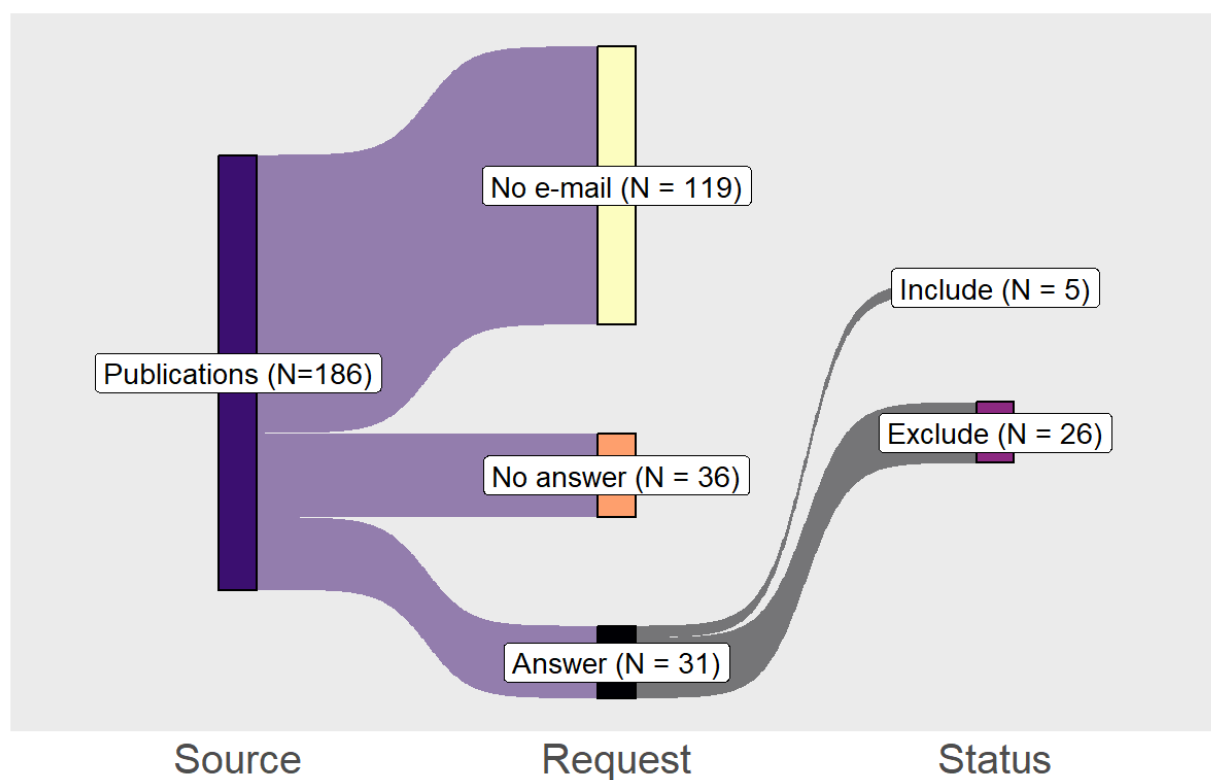 No e-mail (N = 119)
Include (N = 5)
Publications (N=186)
Exclude (N = 26)
No answer (N = 36)
Answer (N = 31)
Source Request Status